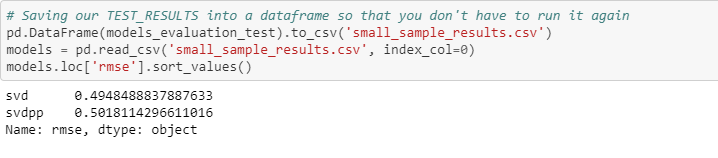 # Saving our TEST_RESULTS into a dataframe so that you don't have to run it again
pd.DataFrame(models_evaluation_test).to_csv('small_sample_results.csv')
models = pd.read_csv('small_sample_results.csv', index_col=0)
models.loc['rmse'].sort_values()
svd      0.4948488837887633
svdpp    0.5018114296611016
Name: rmse, dtype: object